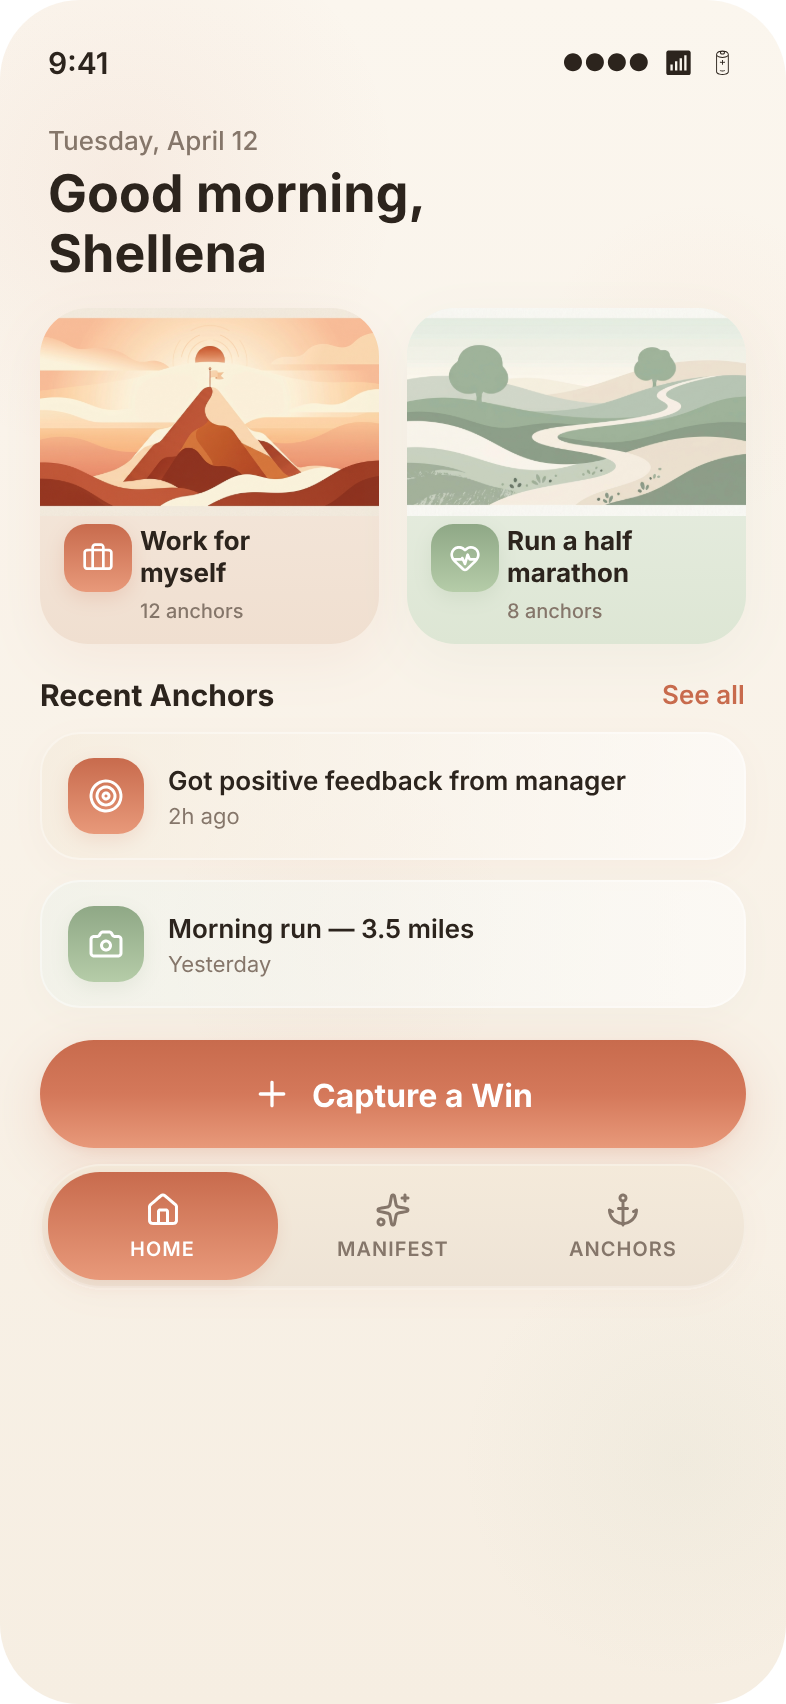 9:41
Tuesday, April 12
Good morning,
Shellena
Work for
myself
12 anchors
Run a half
marathon
8 anchors
Recent Anchors
See all
Got positive feedback from manager
2h ago
Morning run — 3.5 miles
Yesterday
Capture a Win
HOME
MANIFEST
ANCHORS